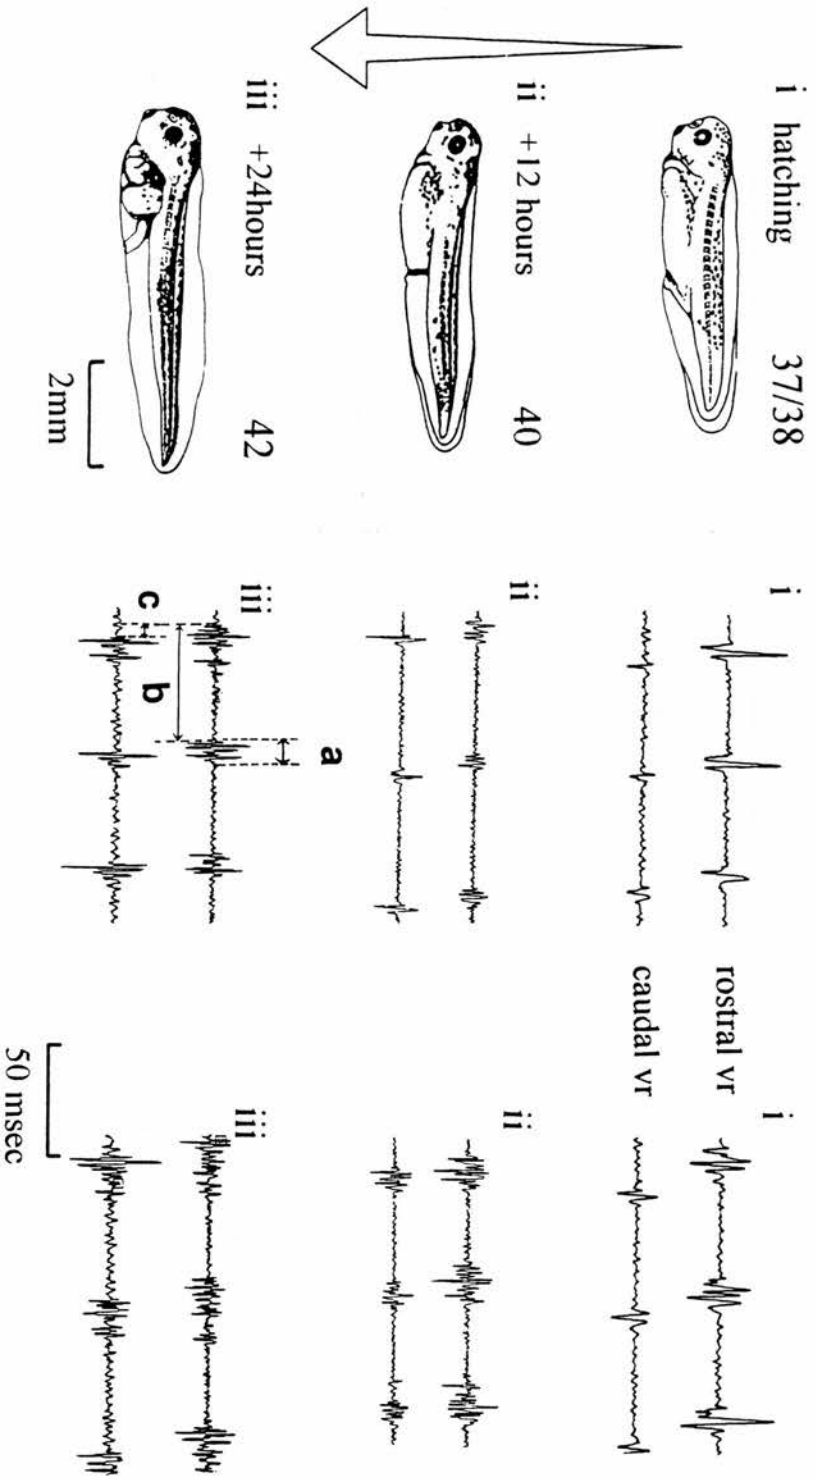 i hatching 37/38
ii +12 hours 40
iii +24hours 42
2mm
i
ii
iii
a
b
c
rostral vr
caudal vr
i
ii
iii
50 msec